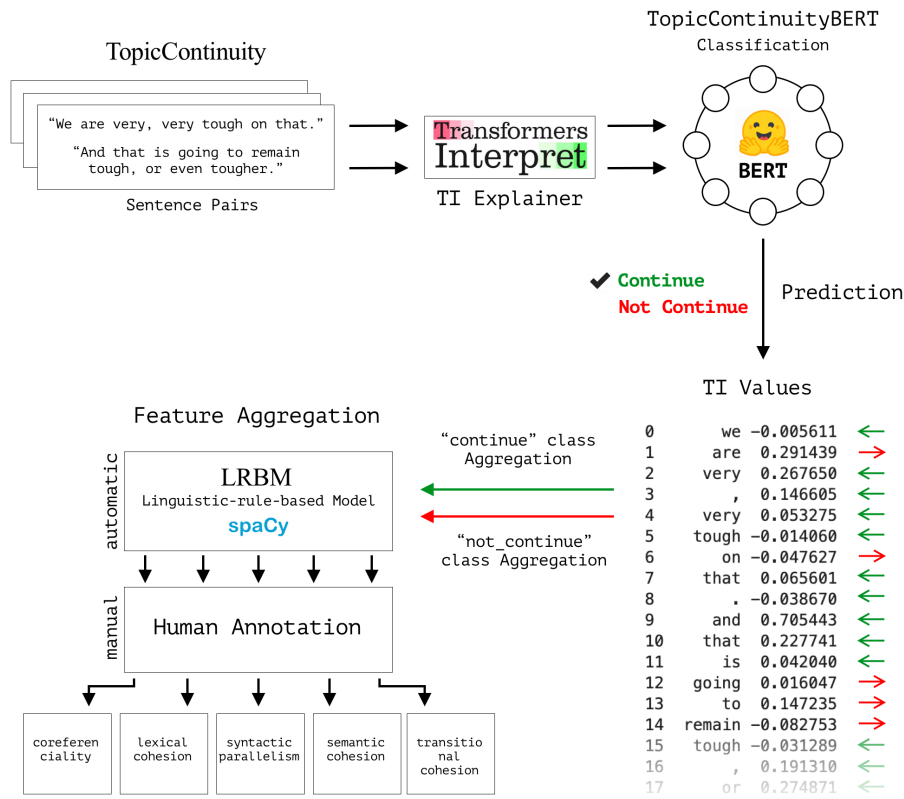 TopicContinuity
“We are very, very tough on that.”
“And that is going to remain
tough, or even tougher.”
Sentence Pairs
Transformers
Interpret
TI Explainer
TopicContinuityBERT
Classification
BERT
Continue
Not Continue
Prediction
TI Values
0 we −0.005611
1 are 0.291439
2 very 0.267650
3 , 0.146605
4 very 0.053275
5 tough −0.014060
6 on −0.047627
7 that 0.065601
8 . −0.038670
9 and 0.705443
10 that 0.227741
11 is 0.042040
12 going 0.016047
13 to 0.147235
14 remain −0.082753
15 tough −0.031289
16 , 0.191310
17 or 0.274871
“continue” class
Aggregation
“not_continue”
class Aggregation
Feature Aggregation
automatic
LRBM
Linguistic-rule-based Model
spaCy
manual
Human Annotation
coreferen
ciality
lexical
cohesion
syntactic
parallelism
semantic
cohesion
transitio
nal
cohesion